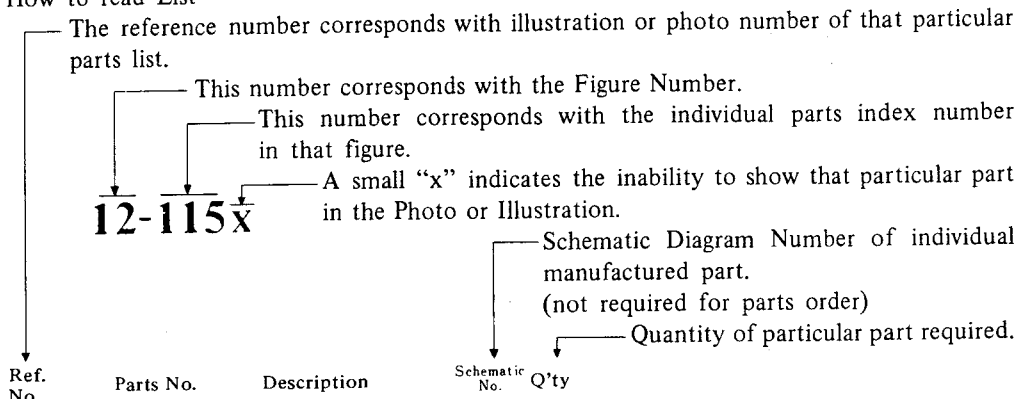 How to read List
The reference number corresponds with illustration or photo number of that particular
parts list.
This number corresponds with the Figure Number.
This number corresponds with the individual parts index number
in that figure.
A small “x” indicates the inability to show that particular part
in the Photo or Illustration.
12-115x
Schematic Diagram Number of individual
manufactured part.
(not required for parts order)
Quantity of particular part required.
Ref.
No.
Parts No.
Description
Schematic
No.
Q'ty